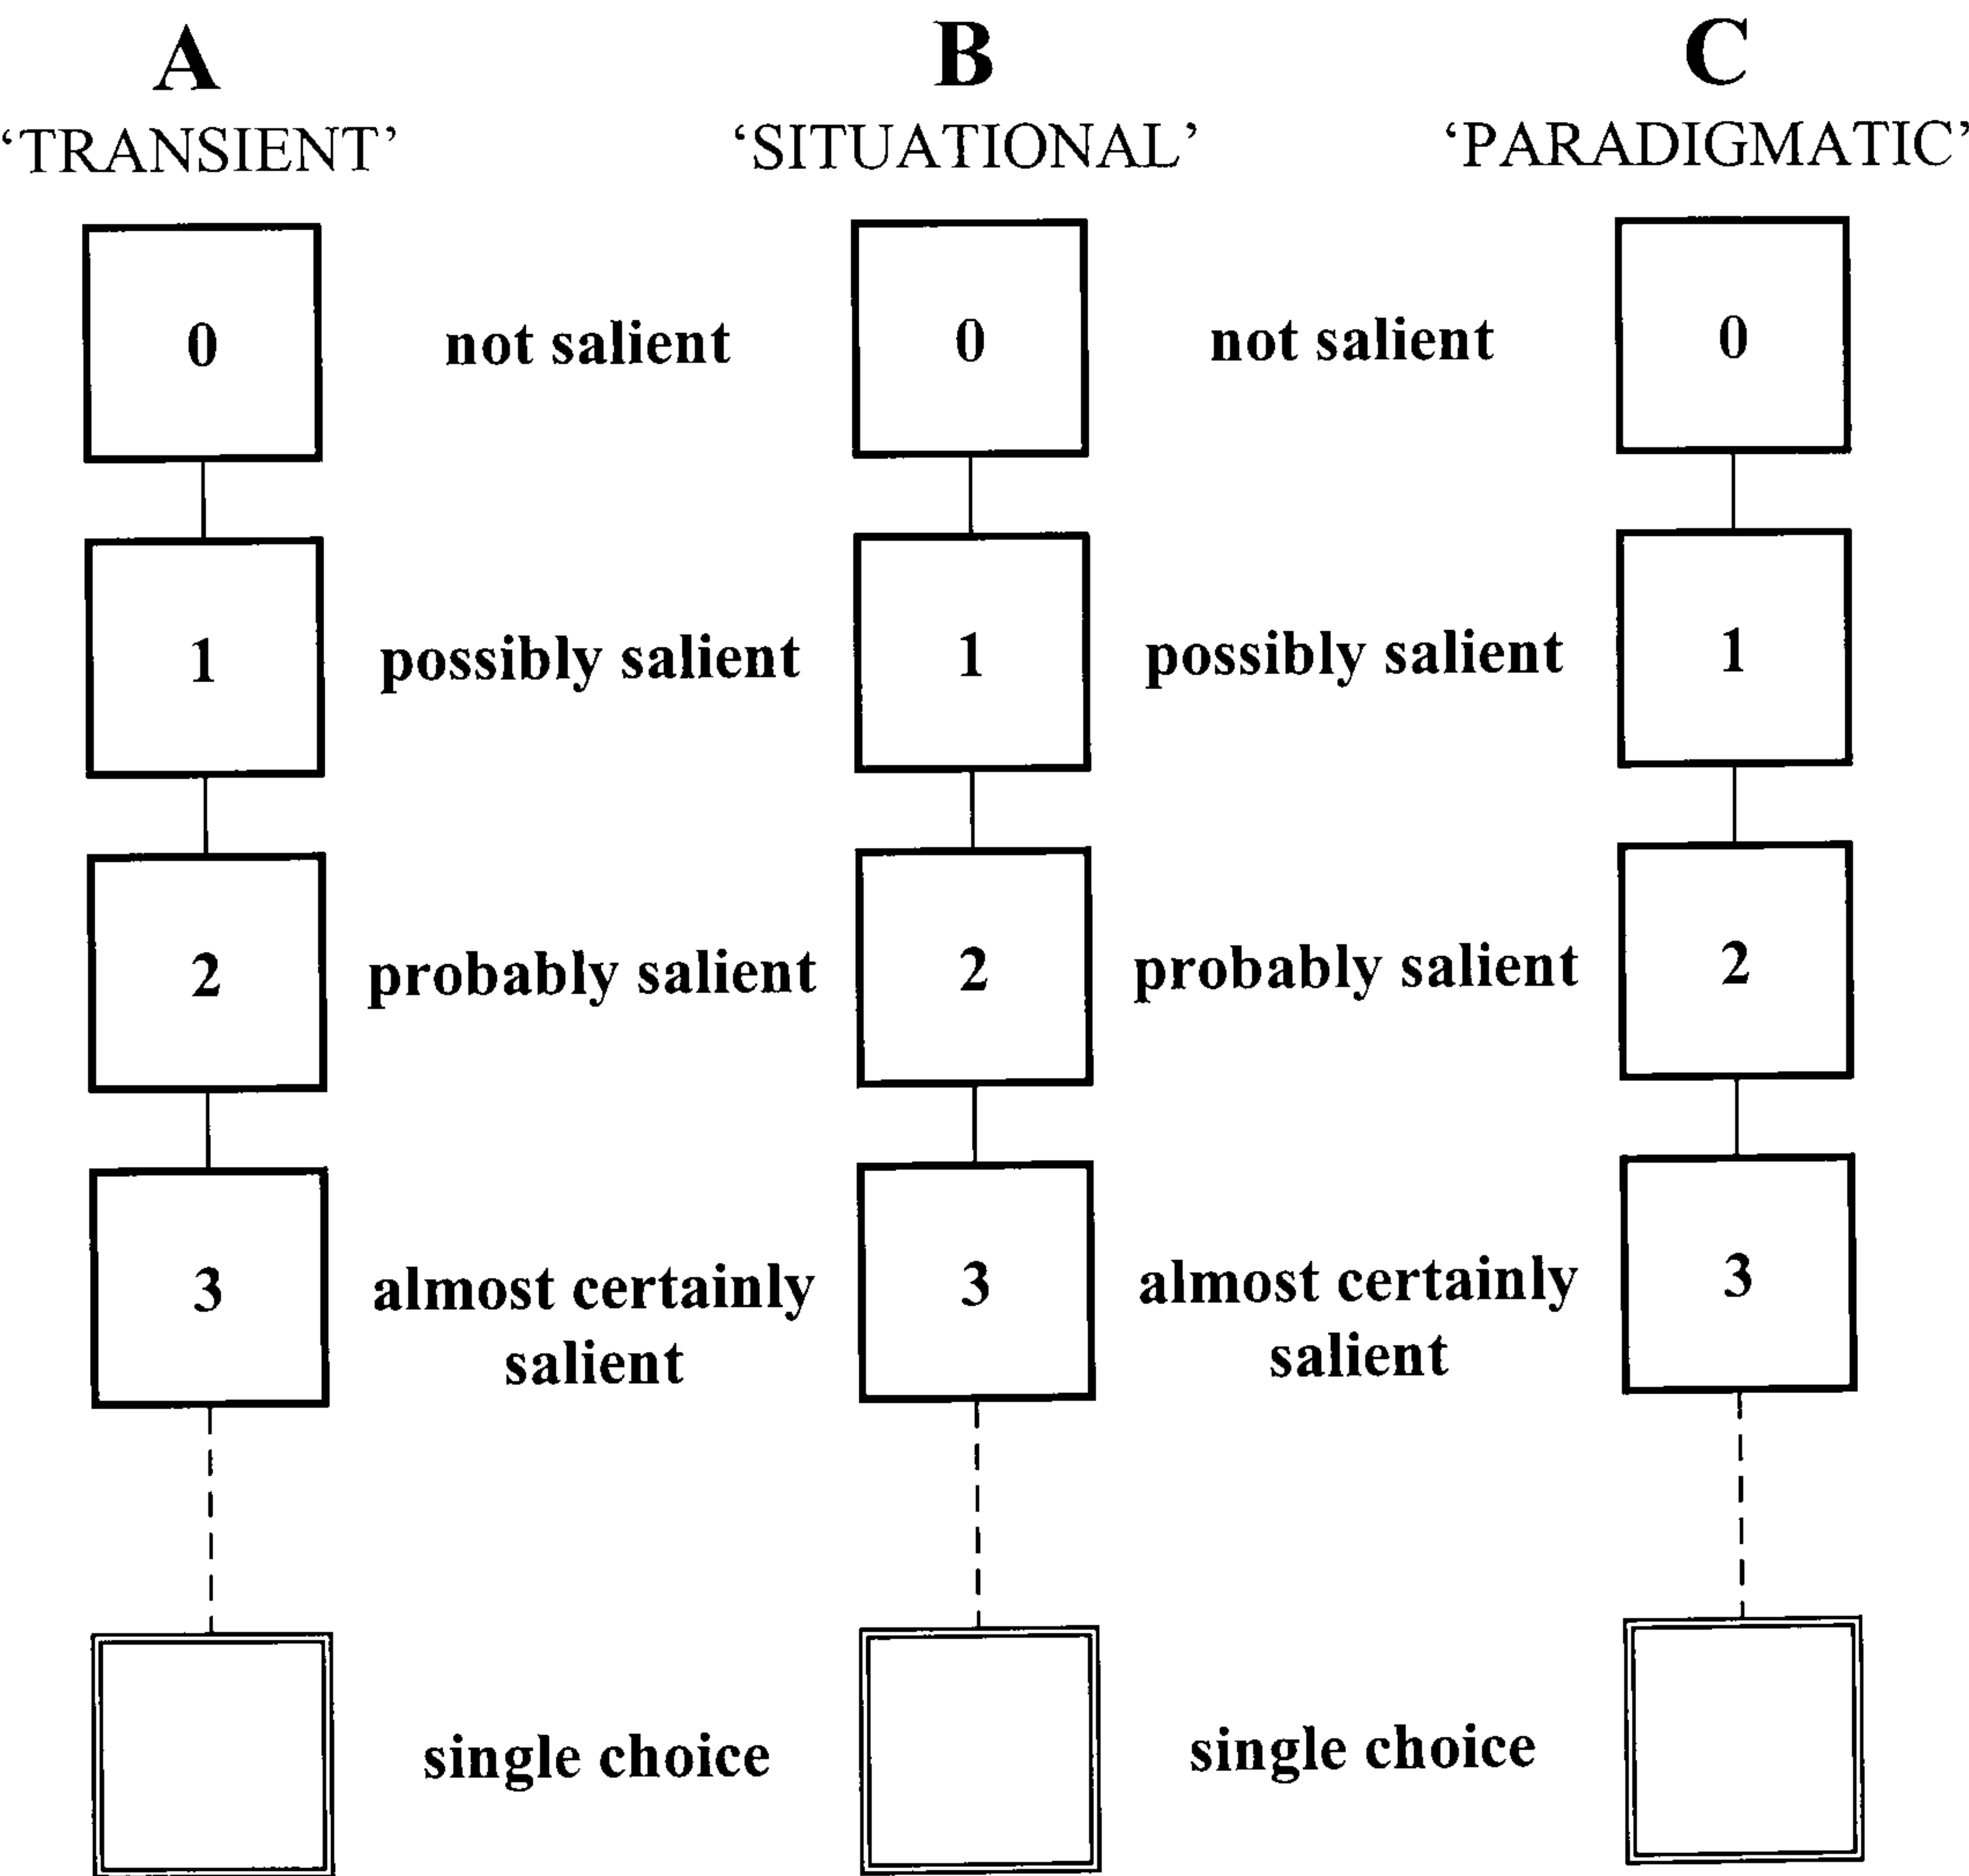 A B C
‘TRANSIENT’ ‘SITUATIONAL’ ‘PARADIGMATIC’
0 not salient 0 not salient 0
1 possibly salient 1 possibly salient 1
2 probably salient 2 probably salient 2
3 almost certainly 3 almost certainly 3
salient salient
single choice single choice